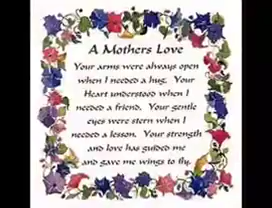 A Mothers Love
Your arms were always open
when I needed a hug. Your
Heart understood when I
needed a friend. Your gentle
eyes were stern when I
needed a lesson. Your strength
and love has guided me
and gave me wings to fly.